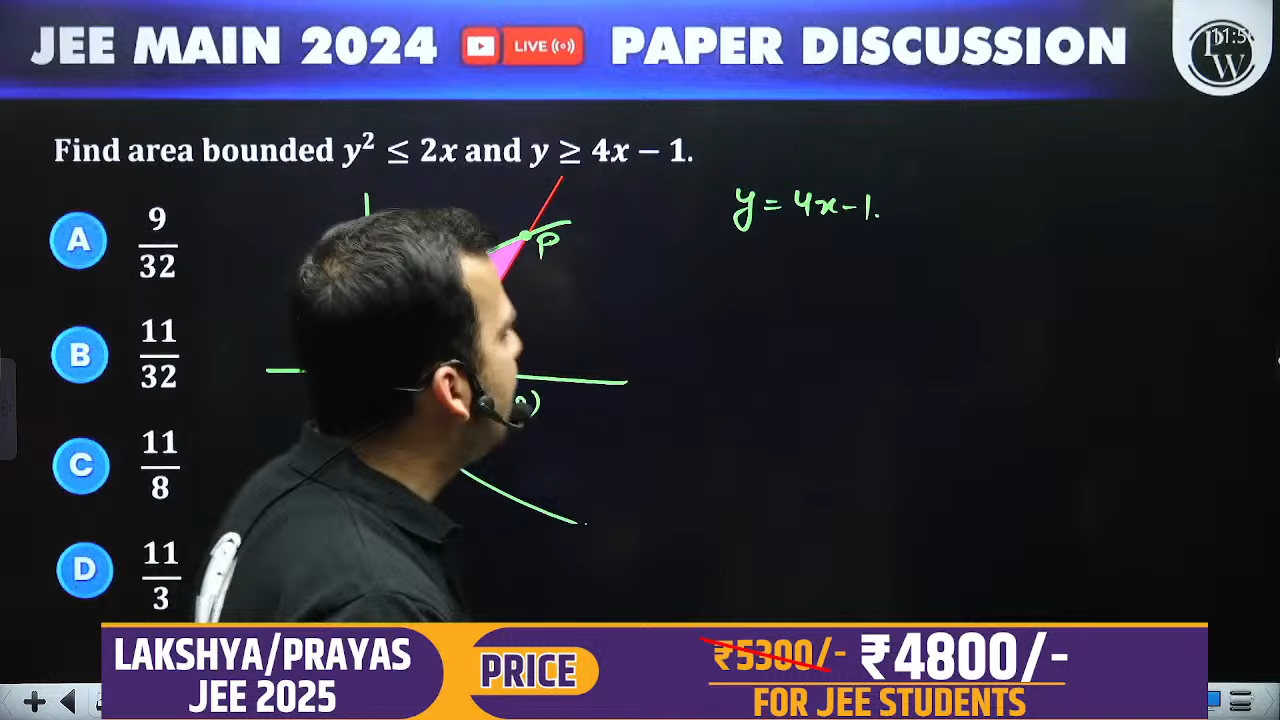 JEE MAIN 2024 LIVE PAPER DISCUSSION
Find area bounded y² ≤ 2x and y ≥ 4x − 1.
y = 4x-1.
A 9/32
P
B 11/32
C 11/8
D 11/3
LAKSHYA/PRAYAS
JEE 2025
PRICE
₹5300/- ₹4800/-
FOR JEE STUDENTS